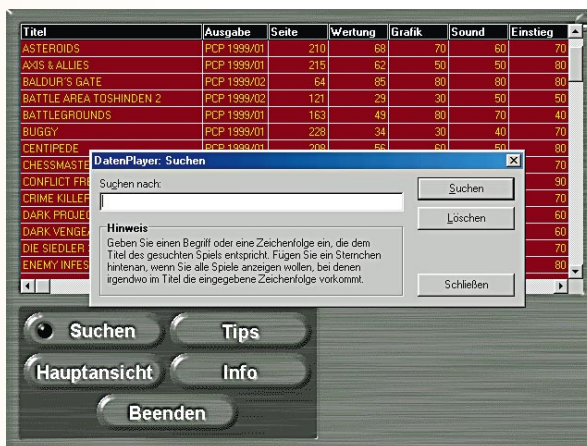 Titel Ausgabe Seite Wertung Grafik Sound Einstieg
ASTEROIDS PCP 1999/01 210 68 70 60 70
AXIS & ALLIES PCP 1999/01 215 62 50 50 80
BALDUR'S GATE PCP 1999/02 64 85 80 80 80
BATTLE AREA TOSHINDEN 2 PCP 1999/02 121 29 30 50 50
BATTLEGROUNDS PCP 1999/01 163 49 80 70 40
BUGGY PCP 1999/01 228 34 30 40 70
CENTIPEDE PCP 1999/01 208 56 60 50 80
CHESSMASTE 70
CONFLICT FRE 90
CRIME KILLER 70
DARK PROJEC 60
DARK VENGEA 60
DIE SIEDLER 70
ENEMY INFES 80
DatenPlayer: Suchen
Suchen nach:
Suchen
Löschen
Hinweis
Geben Sie einen Begriff oder eine Zeichenfolge ein, die dem
Titel des gesuchten Spiels entspricht. Fügen Sie ein Sternchen
hintenan, wenn Sie alle Spiele anzeigen wollen, bei denen
irgendwo im Titel die eingegebene Zeichenfolge vorkommt.
Schließen
Suchen Tips
Hauptansicht Info
Beenden